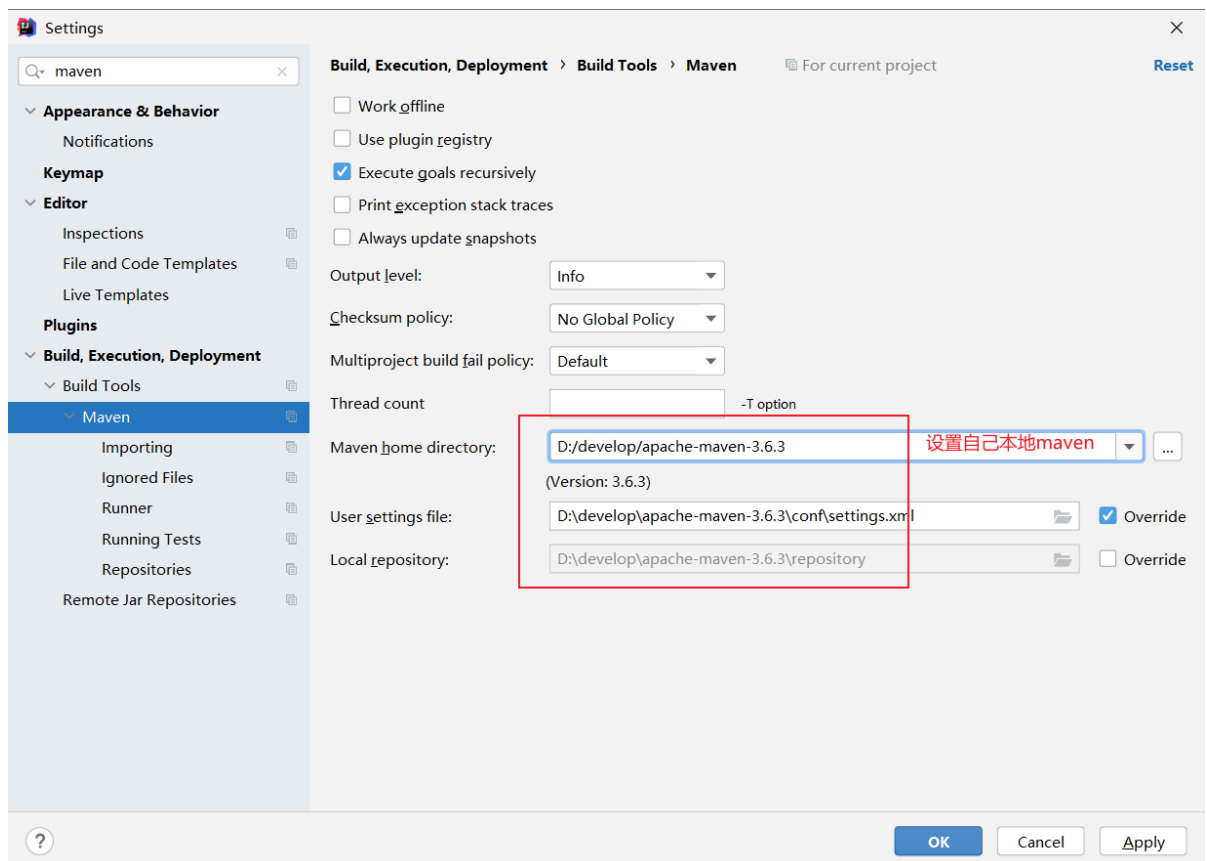 Settings
maven
Appearance & Behavior
Notifications
Keymap
Editor
Inspections
File and Code Templates
Live Templates
Plugins
Build, Execution, Deployment
Build Tools
Maven
Importing
Ignored Files
Runner
Running Tests
Repositories
Remote Jar Repositories
Build, Execution, Deployment › Build Tools › Maven For current project Reset
Work offline
Use plugin registry
Execute goals recursively
Print exception stack traces
Always update snapshots
Output level: Info
Checksum policy: No Global Policy
Multiproject build fail policy: Default
Thread count -T option
Maven home directory: D:/develop/apache-maven-3.6.3 设置自己本地maven ...
(Version: 3.6.3)
User settings file: D:\develop\apache-maven-3.6.3\conf\settings.xml Override
Local repository: D:\develop\apache-maven-3.6.3\repository Override
? OK Cancel Apply